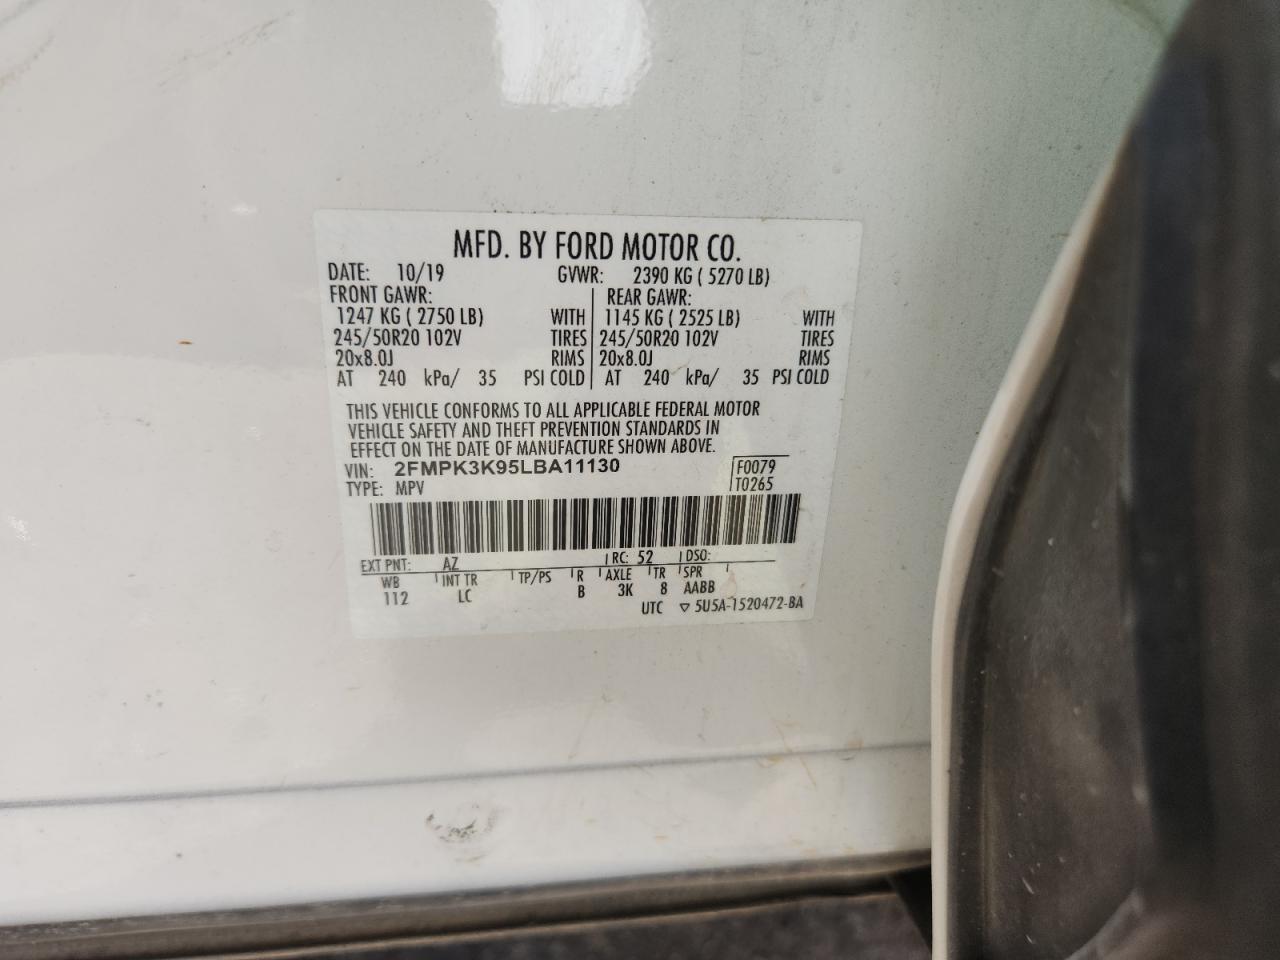 MFD. BY FORD MOTOR CO.
DATE: 10/19 GVWR: 2390 KG ( 5270 LB)
FRONT GAWR: REAR GAWR:
1247 KG ( 2750 LB) WITH 1145 KG ( 2525 LB) WITH
245/50R20 102V TIRES 245/50R20 102V TIRES
20x8.0J RIMS 20x8.0J RIMS
AT 240 kPa/ 35 PSI COLD AT 240 kPa/ 35 PSI COLD
THIS VEHICLE CONFORMS TO ALL APPLICABLE FEDERAL MOTOR
VEHICLE SAFETY AND THEFT PREVENTION STANDARDS IN
EFFECT ON THE DATE OF MANUFACTURE SHOWN ABOVE.
VIN: 2FMPK3K95LBA11130 F0079
TYPE: MPV T0265
EXT PNT: AZ RC: 52 DSO:
WB INT TR TP/PS R AXLE TR SPR
112 LC B 3K 8 AABB
UTC ▽ 5U5A-1520472-BA